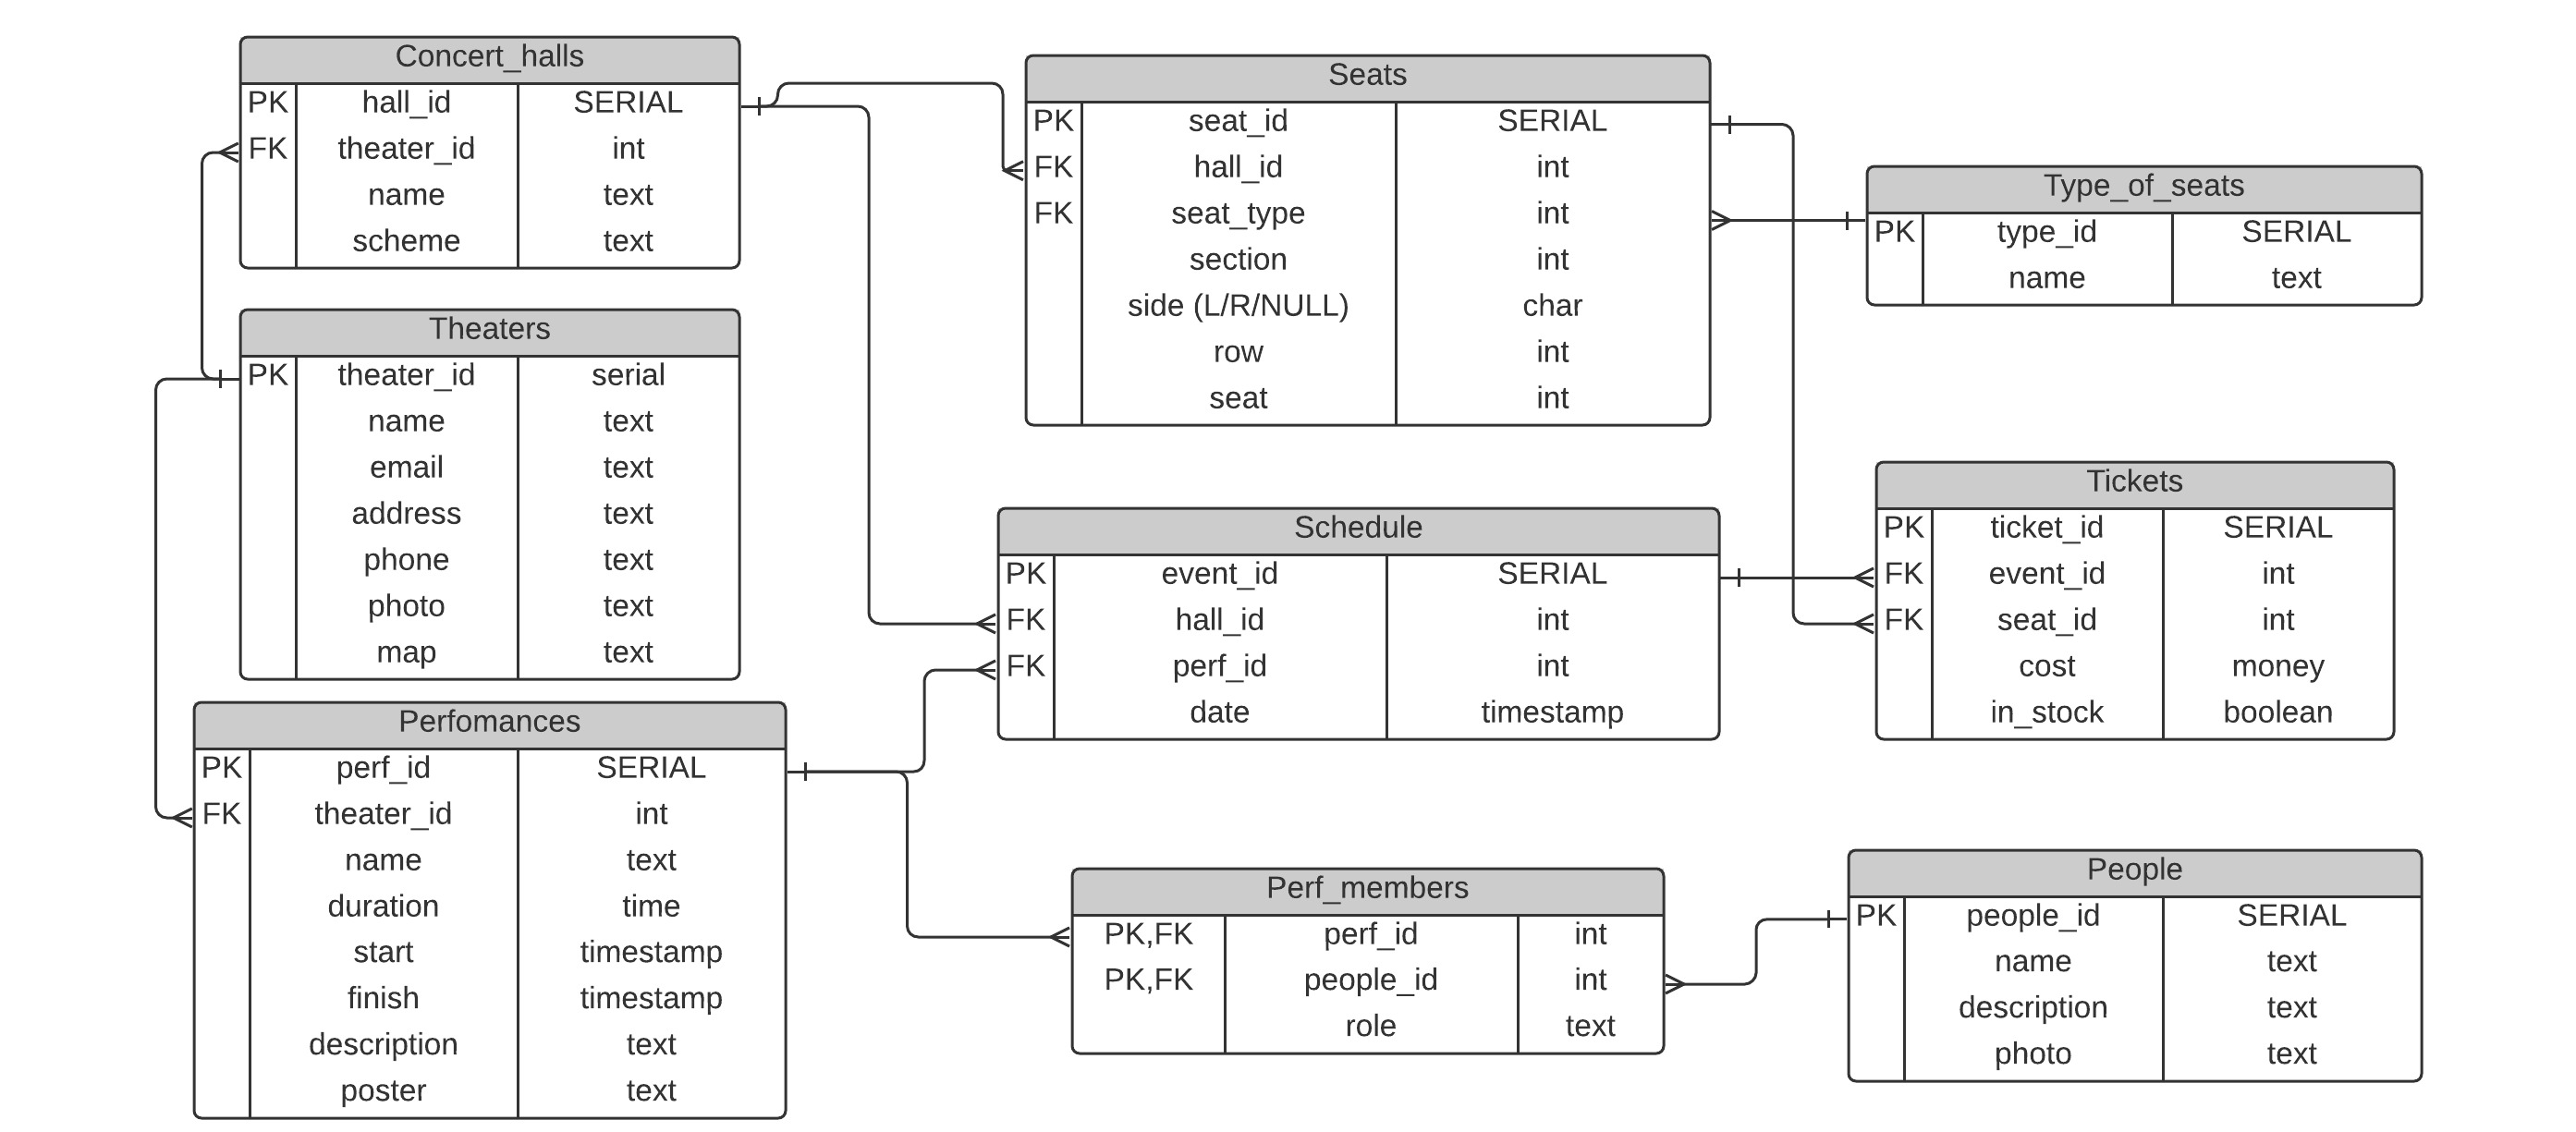 Concert_halls
PK hall_id SERIAL
FK theater_id int
name text
scheme text
Theaters
PK theater_id serial
name text
email text
address text
phone text
photo text
map text
Perfomances
PK perf_id SERIAL
FK theater_id int
name text
duration time
start timestamp
finish timestamp
description text
poster text
Seats
PK seat_id SERIAL
FK hall_id int
FK seat_type int
section int
side (L/R/NULL) char
row int
seat int
Schedule
PK event_id SERIAL
FK hall_id int
FK perf_id int
date timestamp
Perf_members
PK,FK perf_id int
PK,FK people_id int
role text
Type_of_seats
PK type_id SERIAL
name text
Tickets
PK ticket_id SERIAL
FK event_id int
FK seat_id int
cost money
in_stock boolean
People
PK people_id SERIAL
name text
description text
photo text